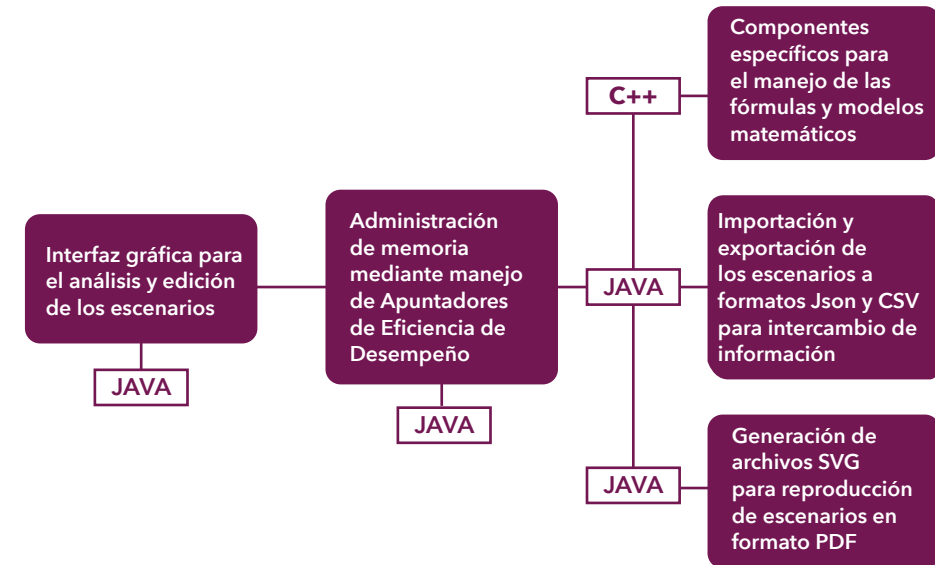 Interfaz gráfica para
el análisis y edición
de los escenarios
JAVA
Administración
de memoria
mediante manejo
de Apuntadores
de Eficiencia de
Desempeño
JAVA
C++
Componentes
específicos para
el manejo de las
fórmulas y modelos
matemáticos
JAVA
Importación y
exportación de
los escenarios a
formatos Json y CSV
para intercambio de
información
JAVA
Generación de
archivos SVG
para reproducción
de escenarios en
formato PDF